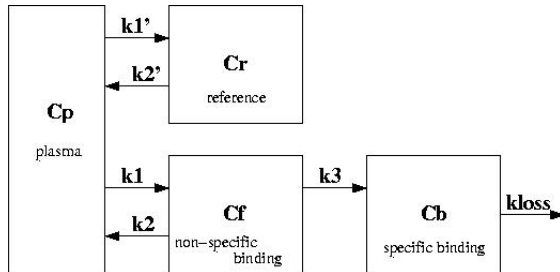 k1'
k2'
Cr
reference
Cp
plasma
k1
k2
Cf
non-specific
binding
k3
Cb
specific binding
kloss